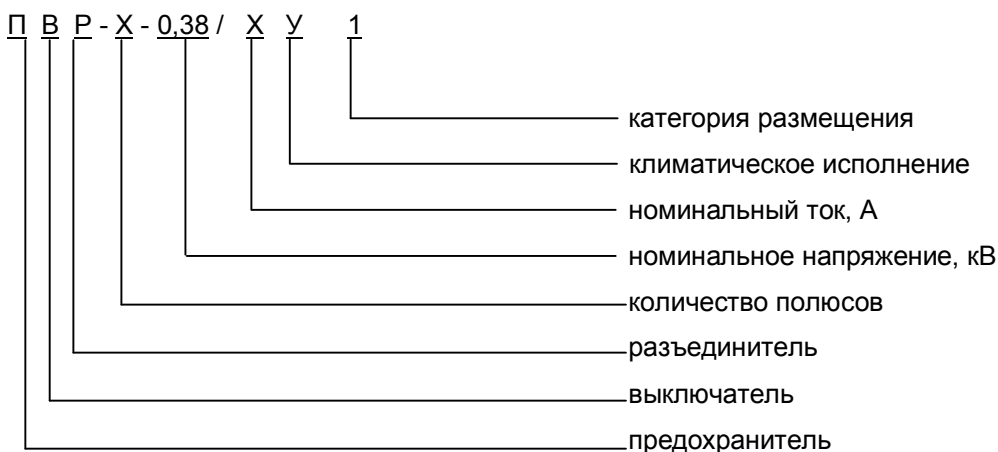 П В Р - Х - 0,38 / Х У 1
категория размещения
климатическое исполнение
номинальный ток, А
номинальное напряжение, кВ
количество полюсов
разъединитель
выключатель
предохранитель